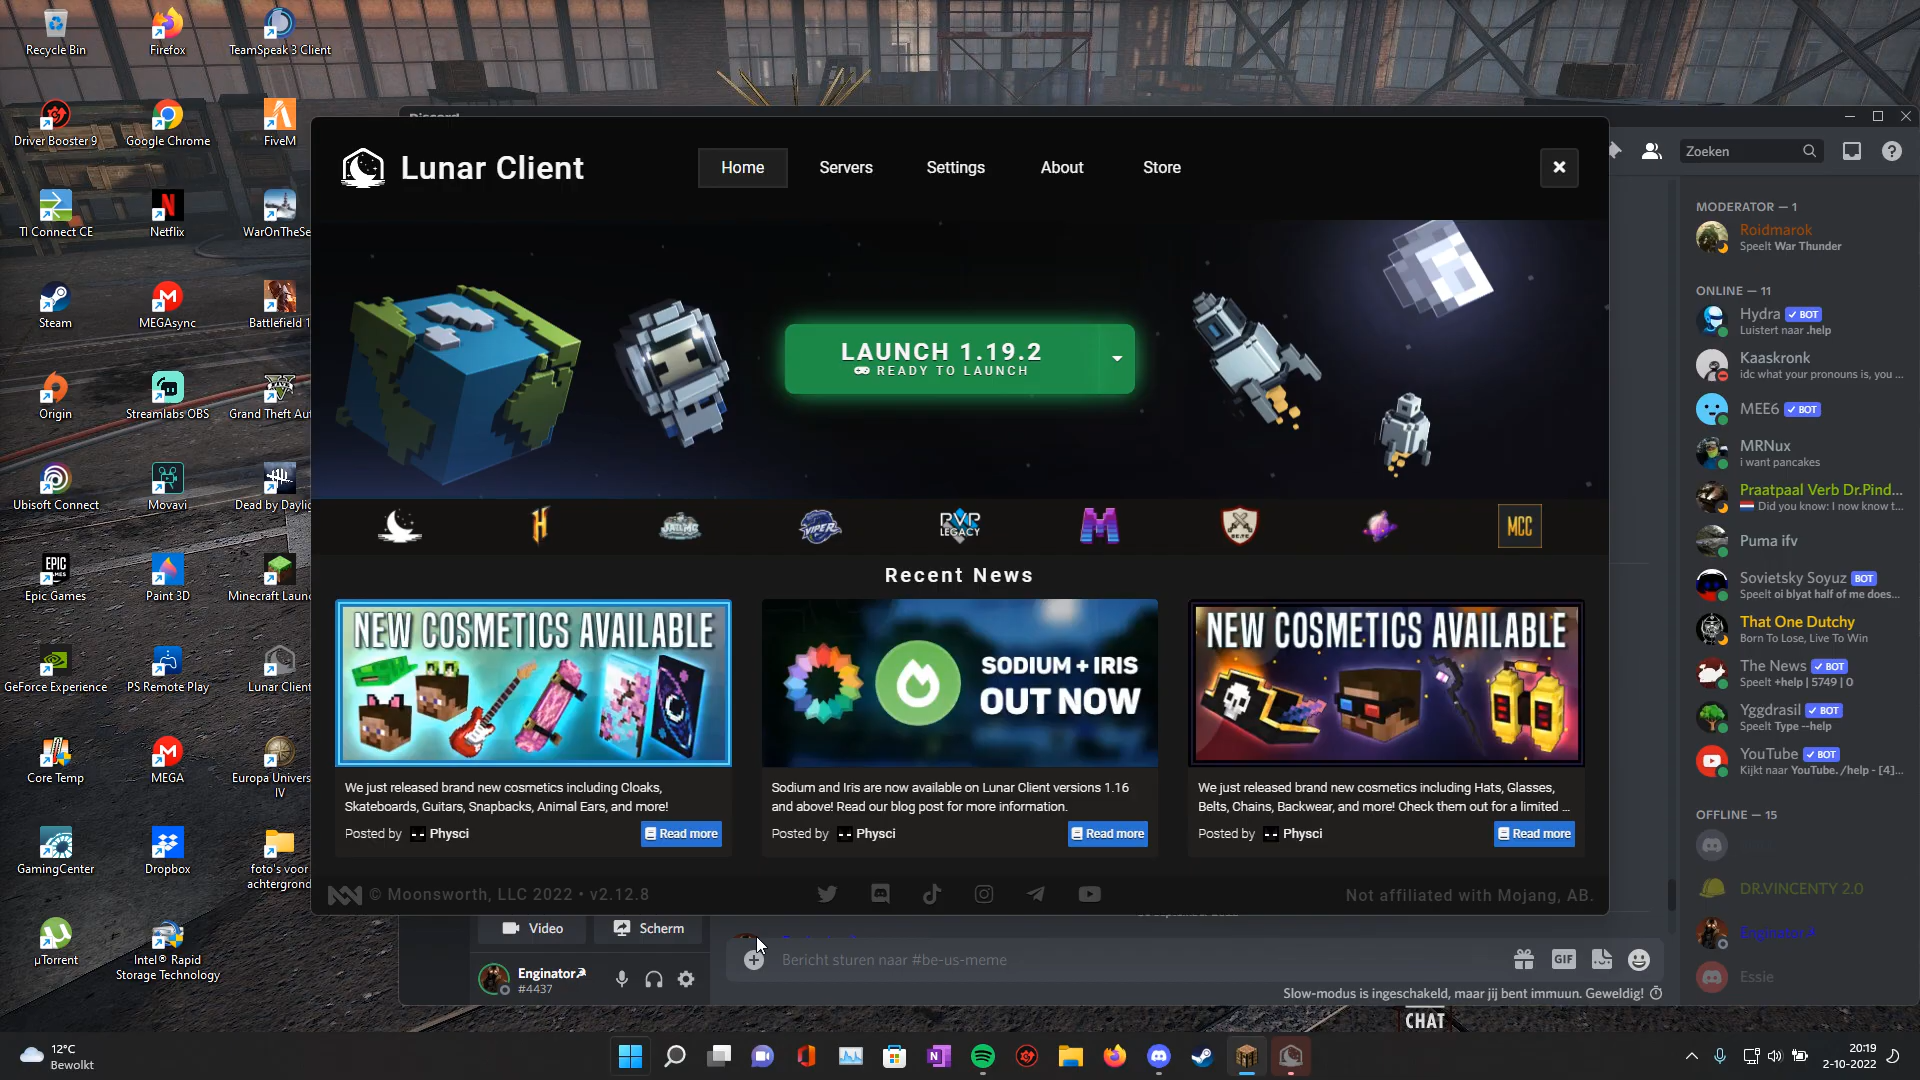 Recycle Bin
Firefox
TeamSpeak 3 Client
Driver Booster 9
Google Chrome
FiveM
TI Connect CE
Netflix
WarOnTheSe
Steam
MEGAsync
Battlefield 1
Origin
Streamlabs OBS
Grand Theft Aut
Ubisoft Connect
Movavi
Dead by Daylig
Epic Games
Paint 3D
Minecraft Laun
GeForce Experience
PS Remote Play
Lunar Client
Core Temp
MEGA
Europa Univers
IV
GamingCenter
Dropbox
foto's voor
achtergrond
µTorrent
Intel® Rapid
Storage Technology
Lunar Client
Home
Servers
Settings
About
Store
LAUNCH 1.19.2
READY TO LAUNCH
VIPER
PVP
LEGACY
MCC
Recent News
NEW COSMETICS AVAILABLE
SODIUM + IRIS
OUT NOW
NEW COSMETICS AVAILABLE
We just released brand new cosmetics including Cloaks,
Skateboards, Guitars, Snapbacks, Animal Ears, and more!
Posted by Physci
Read more
Sodium and Iris are now available on Lunar Client versions 1.16
and above! Read our blog post for more information.
Posted by Physci
Read more
We just released brand new cosmetics including Hats, Glasses,
Belts, Chains, Backwear, and more! Check them out for a limited ...
Posted by Physci
Read more
© Moonsworth, LLC 2022 • v2.12.8
Not affiliated with Mojang, AB.
Zoeken
MODERATOR — 1
Roidmarok
Speelt War Thunder
ONLINE — 11
Hydra BOT
Luistert naar .help
Kaaskronk
idc what your pronouns is, you ...
MEE6 BOT
MRNux
i want pancakes
Praatpaal Verb Dr.Pind...
Did you know: I now know t...
Puma ifv
Sovietsky Soyuz BOT
Speelt oi blyat half of me does...
That One Dutchy
Born To Lose, Live To Win
The News BOT
Speelt +help | 5749 | 0
Yggdrasil BOT
Speelt Type --help
YouTube BOT
Kijkt naar YouTube. /help - [4]...
OFFLINE — 15
DR.VINCENTY 2.0
Enginator
Essie
Video
Scherm
Enginator
#4437
Bericht sturen naar #be-us-meme
GIF
Slow-modus is ingeschakeld, maar jij bent immuun. Geweldig!
CHAT
12°C
Bewolkt
20:19
2-10-2022